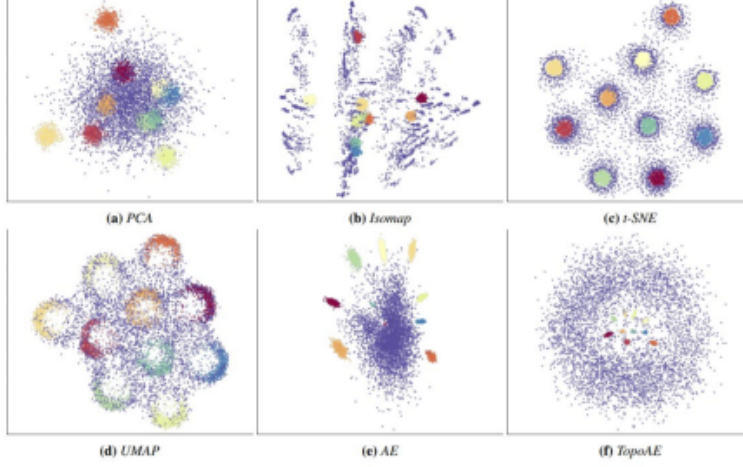 (a) PCA
(b) Isomap
(c) t-SNE
(d) UMAP
(e) AE
(f) TopoAE